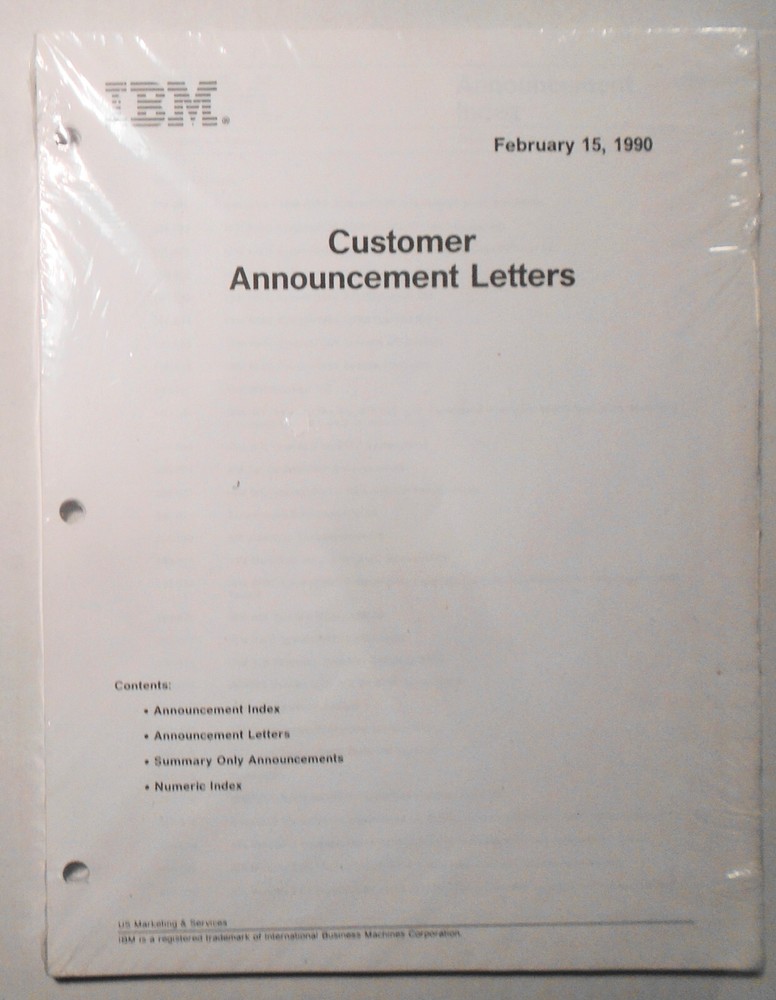 IBM®
February 15, 1990
Customer
Announcement Letters
Contents:
• Announcement Index
• Announcement Letters
• Summary Only Announcements
• Numeric Index
US Marketing & Services
IBM is a registered trademark of International Business Machines Corporation.